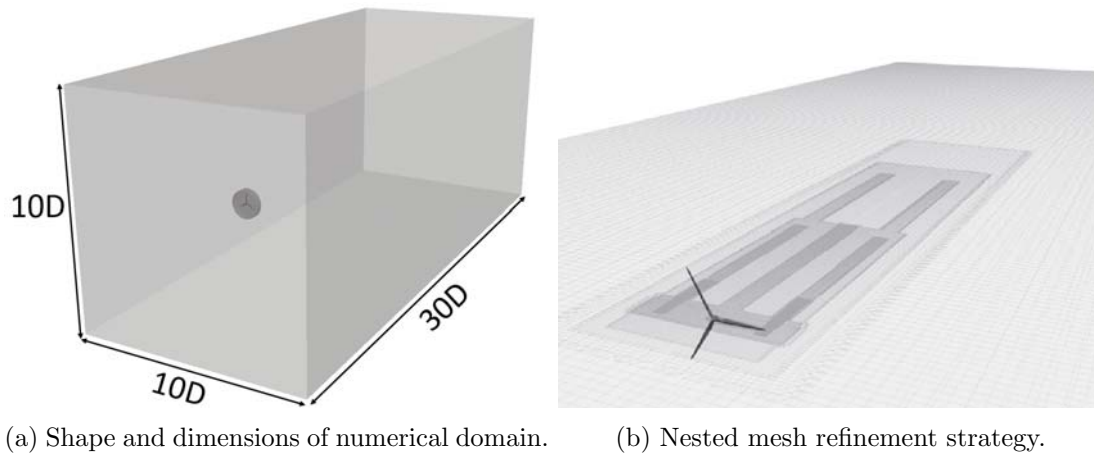 10D
30D
10D
(a) Shape and dimensions of numerical domain.
(b) Nested mesh refinement strategy.